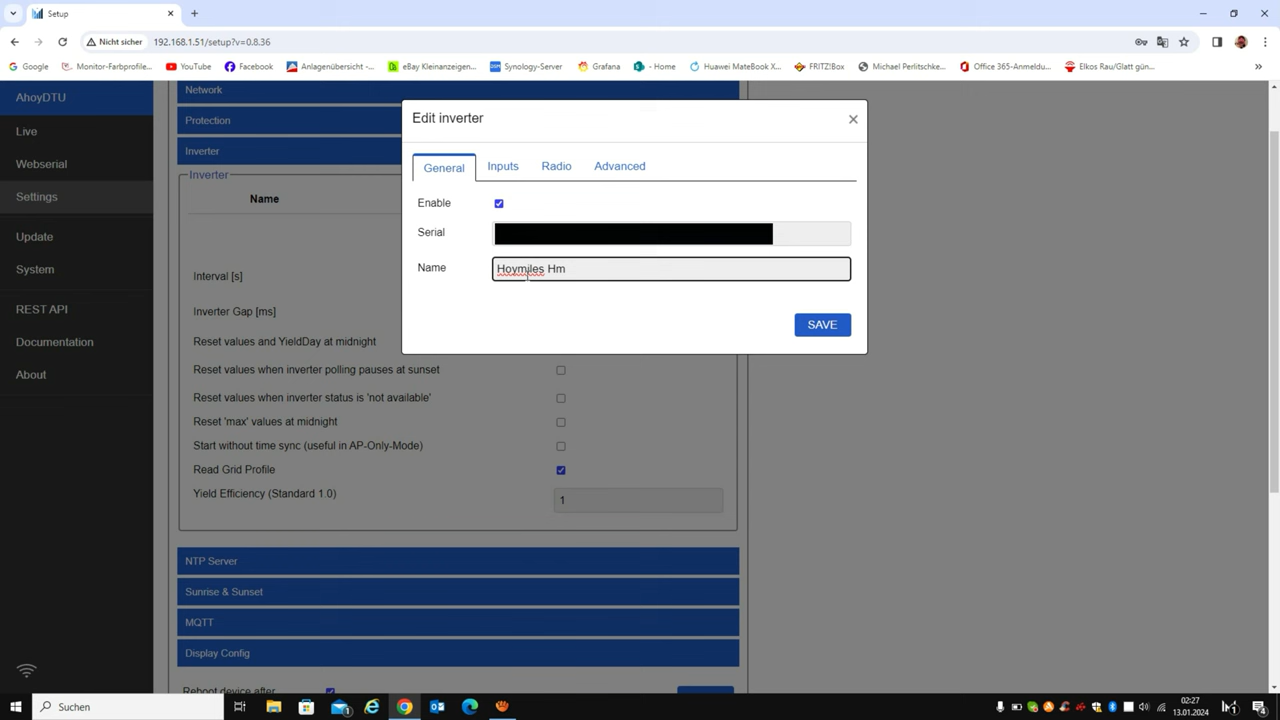 Setup
Nicht sicher
192.168.1.51/setup?v=0.8.36
Google
Monitor-Farbprofile...
YouTube
Facebook
Anlagenübersicht -...
eBay Kleinanzeigen...
Synology-Server
Grafana
- Home
Huawei MateBook X...
FRITZ!Box
Michael Perlitschke...
Office 365-Anmeldu...
Elkos Rau/Glatt gün...
AhoyDTU
Live
Webserial
Settings
Update
System
REST API
Documentation
About
Network
Protection
Inverter
Inverter
Name
Interval [s]
Inverter Gap [ms]
Reset values and YieldDay at midnight
Reset values when inverter polling pauses at sunset
Reset values when inverter status is 'not available'
Reset 'max' values at midnight
Start without time sync (useful in AP-Only-Mode)
Read Grid Profile
Yield Efficiency (Standard 1.0)
1
NTP Server
Sunrise & Sunset
MQTT
Display Config
Reboot device after
Edit inverter
General
Inputs
Radio
Advanced
Enable
Serial
Name
Hoymiles Hm
SAVE
Suchen
02:27
13.01.2024